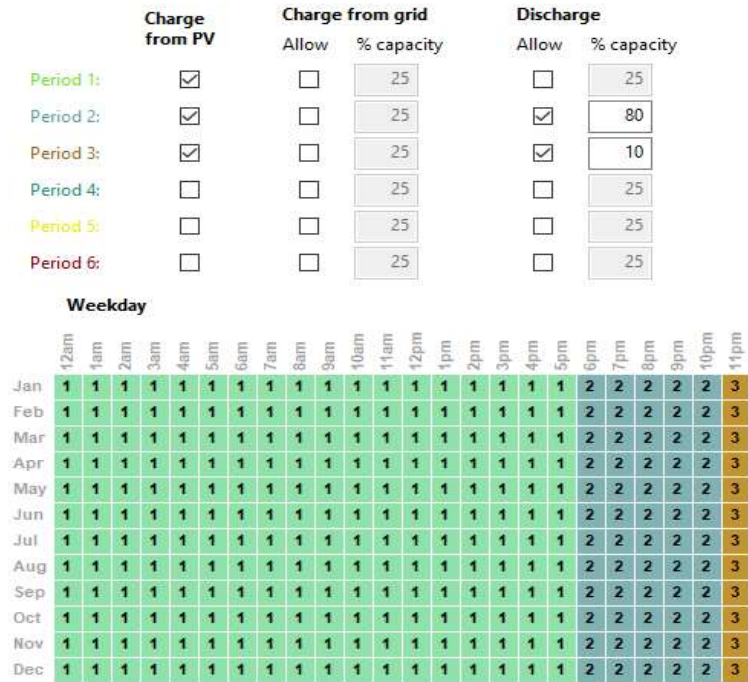 Charge from PV Charge from grid Discharge
Allow % capacity Allow % capacity
Period 1: 25 25
Period 2: 25 80
Period 3: 25 10
Period 4: 25 25
Period 5: 25 25
Period 6: 25 25
Weekday
12am 1am 2am 3am 4am 5am 6am 7am 8am 9am 10am 11am 12pm 1pm 2pm 3pm 4pm 5pm 6pm 7pm 8pm 9pm 10pm 11pm
Jan 1 1 1 1 1 1 1 1 1 1 1 1 1 1 1 1 1 1 2 2 2 2 2 3
Feb 1 1 1 1 1 1 1 1 1 1 1 1 1 1 1 1 1 1 2 2 2 2 2 3
Mar 1 1 1 1 1 1 1 1 1 1 1 1 1 1 1 1 1 1 2 2 2 2 2 3
Apr 1 1 1 1 1 1 1 1 1 1 1 1 1 1 1 1 1 1 2 2 2 2 2 3
May 1 1 1 1 1 1 1 1 1 1 1 1 1 1 1 1 1 1 2 2 2 2 2 3
Jun 1 1 1 1 1 1 1 1 1 1 1 1 1 1 1 1 1 1 2 2 2 2 2 3
Jul 1 1 1 1 1 1 1 1 1 1 1 1 1 1 1 1 1 1 2 2 2 2 2 3
Aug 1 1 1 1 1 1 1 1 1 1 1 1 1 1 1 1 1 1 2 2 2 2 2 3
Sep 1 1 1 1 1 1 1 1 1 1 1 1 1 1 1 1 1 1 2 2 2 2 2 3
Oct 1 1 1 1 1 1 1 1 1 1 1 1 1 1 1 1 1 1 2 2 2 2 2 3
Nov 1 1 1 1 1 1 1 1 1 1 1 1 1 1 1 1 1 1 2 2 2 2 2 3
Dec 1 1 1 1 1 1 1 1 1 1 1 1 1 1 1 1 1 1 2 2 2 2 2 3